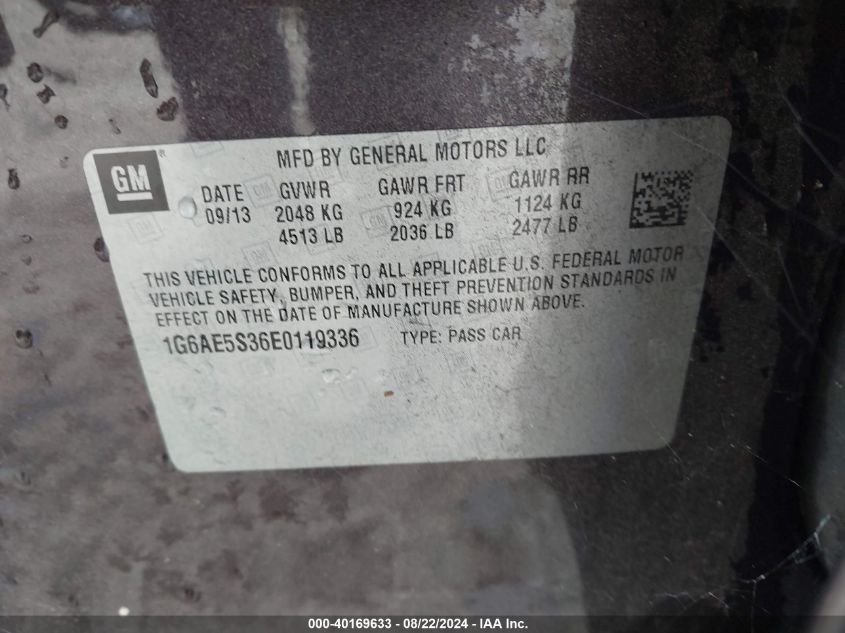 GM ®
MFD BY GENERAL MOTORS LLC
DATE GVWR GAWR FRT GAWR RR
09/13 2048 KG 924 KG 1124 KG
4513 LB 2036 LB 2477 LB
THIS VEHICLE CONFORMS TO ALL APPLICABLE U.S. FEDERAL MOTOR
VEHICLE SAFETY, BUMPER, AND THEFT PREVENTION STANDARDS IN
EFFECT ON THE DATE OF MANUFACTURE SHOWN ABOVE.
1G6AE5S36E0119336 TYPE: PASS CAR
000-40169633 - 08/22/2024 - IAA Inc.